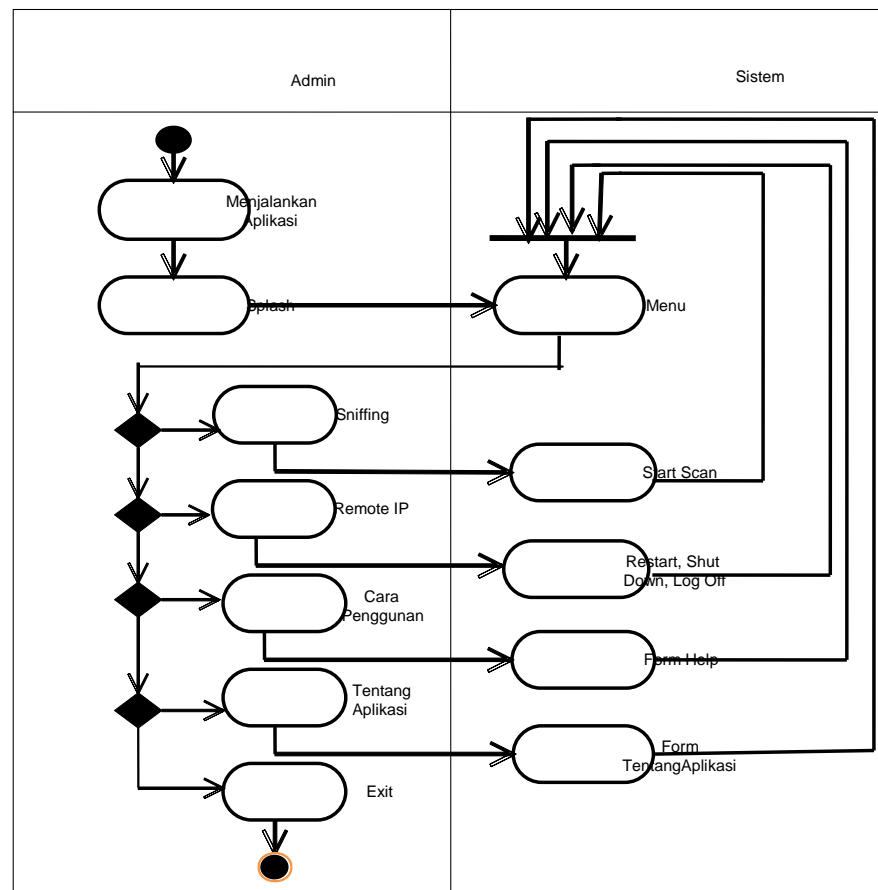 Admin
Sistem
Menjalankan
Aplikasi
Splash
Menu
Sniffing
Start Scan
Remote IP
Restart, Shut
Down, Log Off
Cara
Penggunan
Form Help
Tentang
Aplikasi
Form
TentangAplikasi
Exit